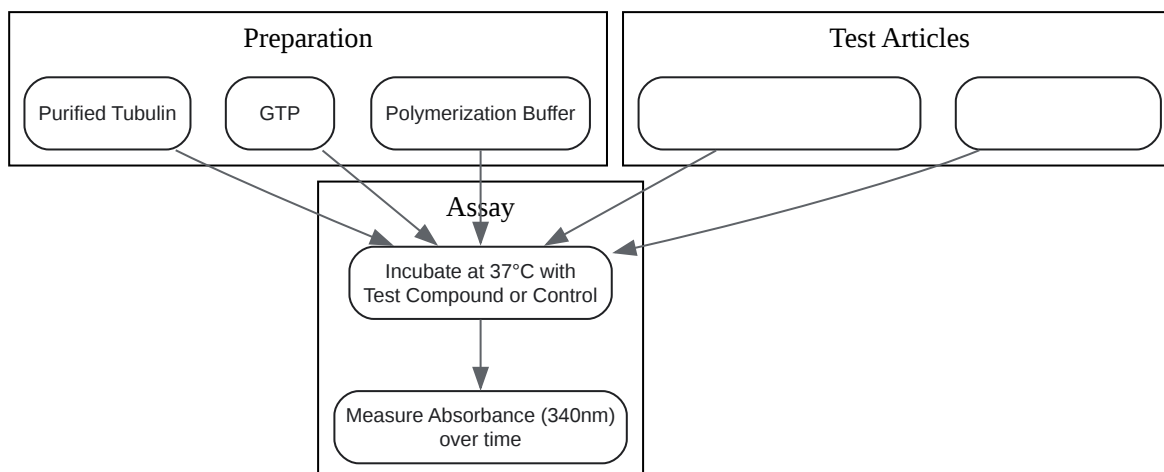 Preparation
Test Articles
Purified Tubulin
GTP
Polymerization Buffer
Assay
Incubate at 37°C with
Test Compound or Control
Measure Absorbance (340nm)
over time